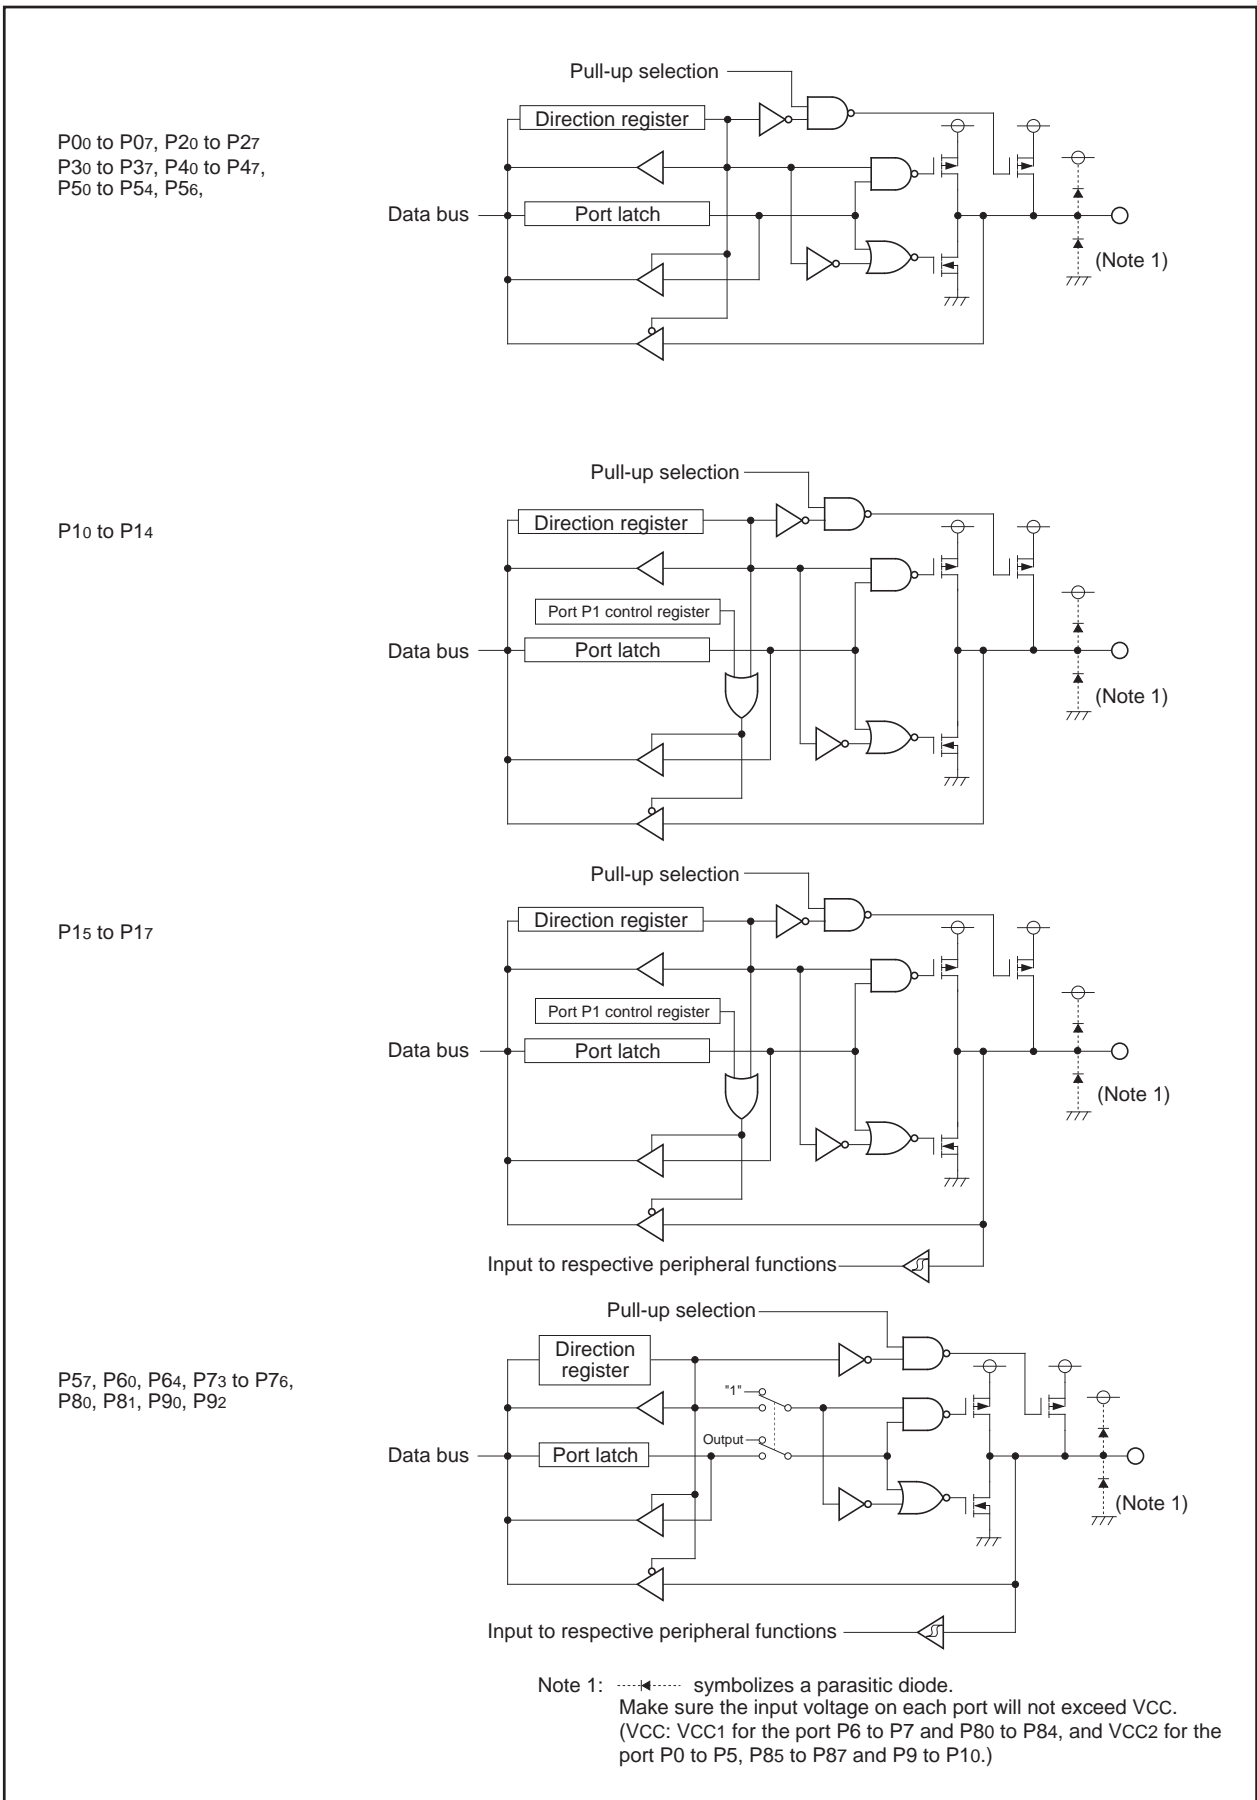 Pull-up selection
Direction register
P00 to P07, P20 to P27
P30 to P37, P40 to P47,
P50 to P54, P56,
Data bus
Port latch
(Note 1)
Pull-up selection
Direction register
P10 to P14
Port P1 control register
Data bus
Port latch
(Note 1)
Pull-up selection
Direction register
P15 to P17
Port P1 control register
Data bus
Port latch
(Note 1)
Input to respective peripheral functions
Pull-up selection
Direction
register
P57, P60, P64, P73 to P76,
P80, P81, P90, P92
"1"
Output
Data bus
Port latch
(Note 1)
Input to respective peripheral functions
Note 1: symbolizes a parasitic diode.
Make sure the input voltage on each port will not exceed VCC.
(VCC: VCC1 for the port P6 to P7 and P80 to P84, and VCC2 for the
port P0 to P5, P85 to P87 and P9 to P10.)